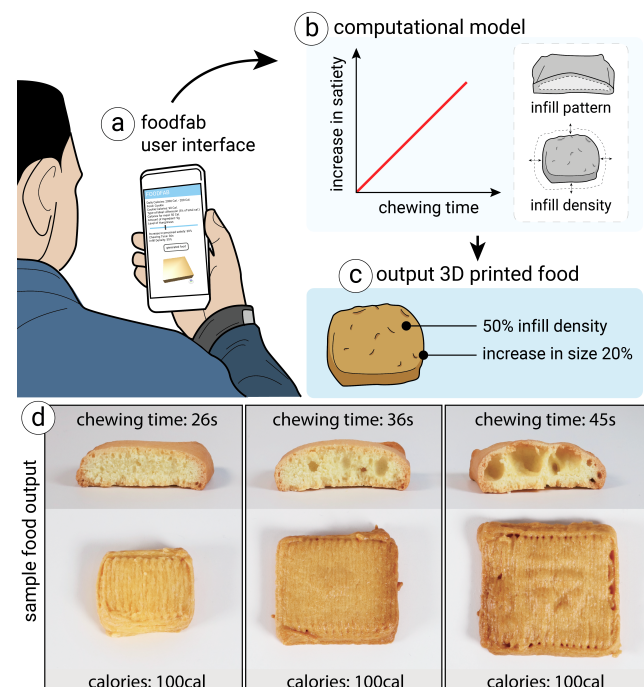 b computational model
a foodfab
user interface
FOODFAB
increase in satiety
chewing time
infill pattern
infill density
c output 3D printed food
50% infill density
increase in size 20%
d
sample food output
chewing time: 26s
chewing time: 36s
chewing time: 45s
calories: 100cal
calories: 100cal
calories: 100cal